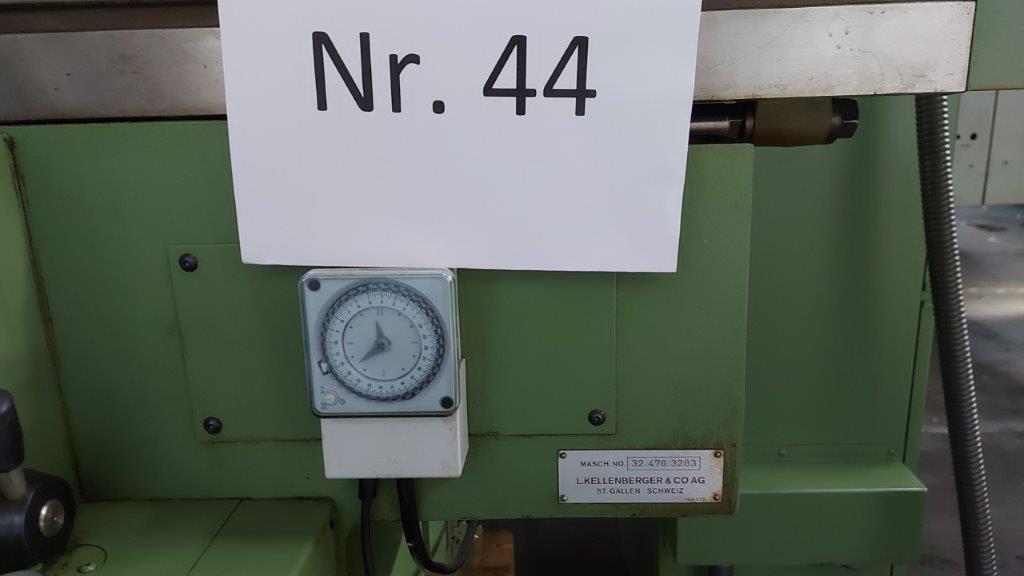 Nr. 44
MASCH. NO. 32.470.3283
L.KELLENBERGER & CO AG
ST. GALLEN SCHWEIZ